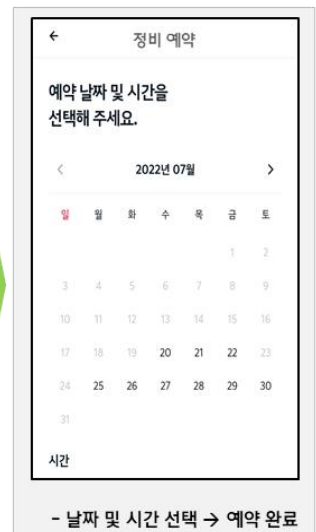 ← 정비 예약
예약 날짜 및 시간을
선택해 주세요.
< 2022년 07월 >
일 월 화 수 목 금 토
1 2
3 4 5 6 7 8 9
10 11 12 13 14 15 16
17 18 19 20 21 22 23
24 25 26 27 28 29 30
31
시간
- 날짜 및 시간 선택 → 예약 완료